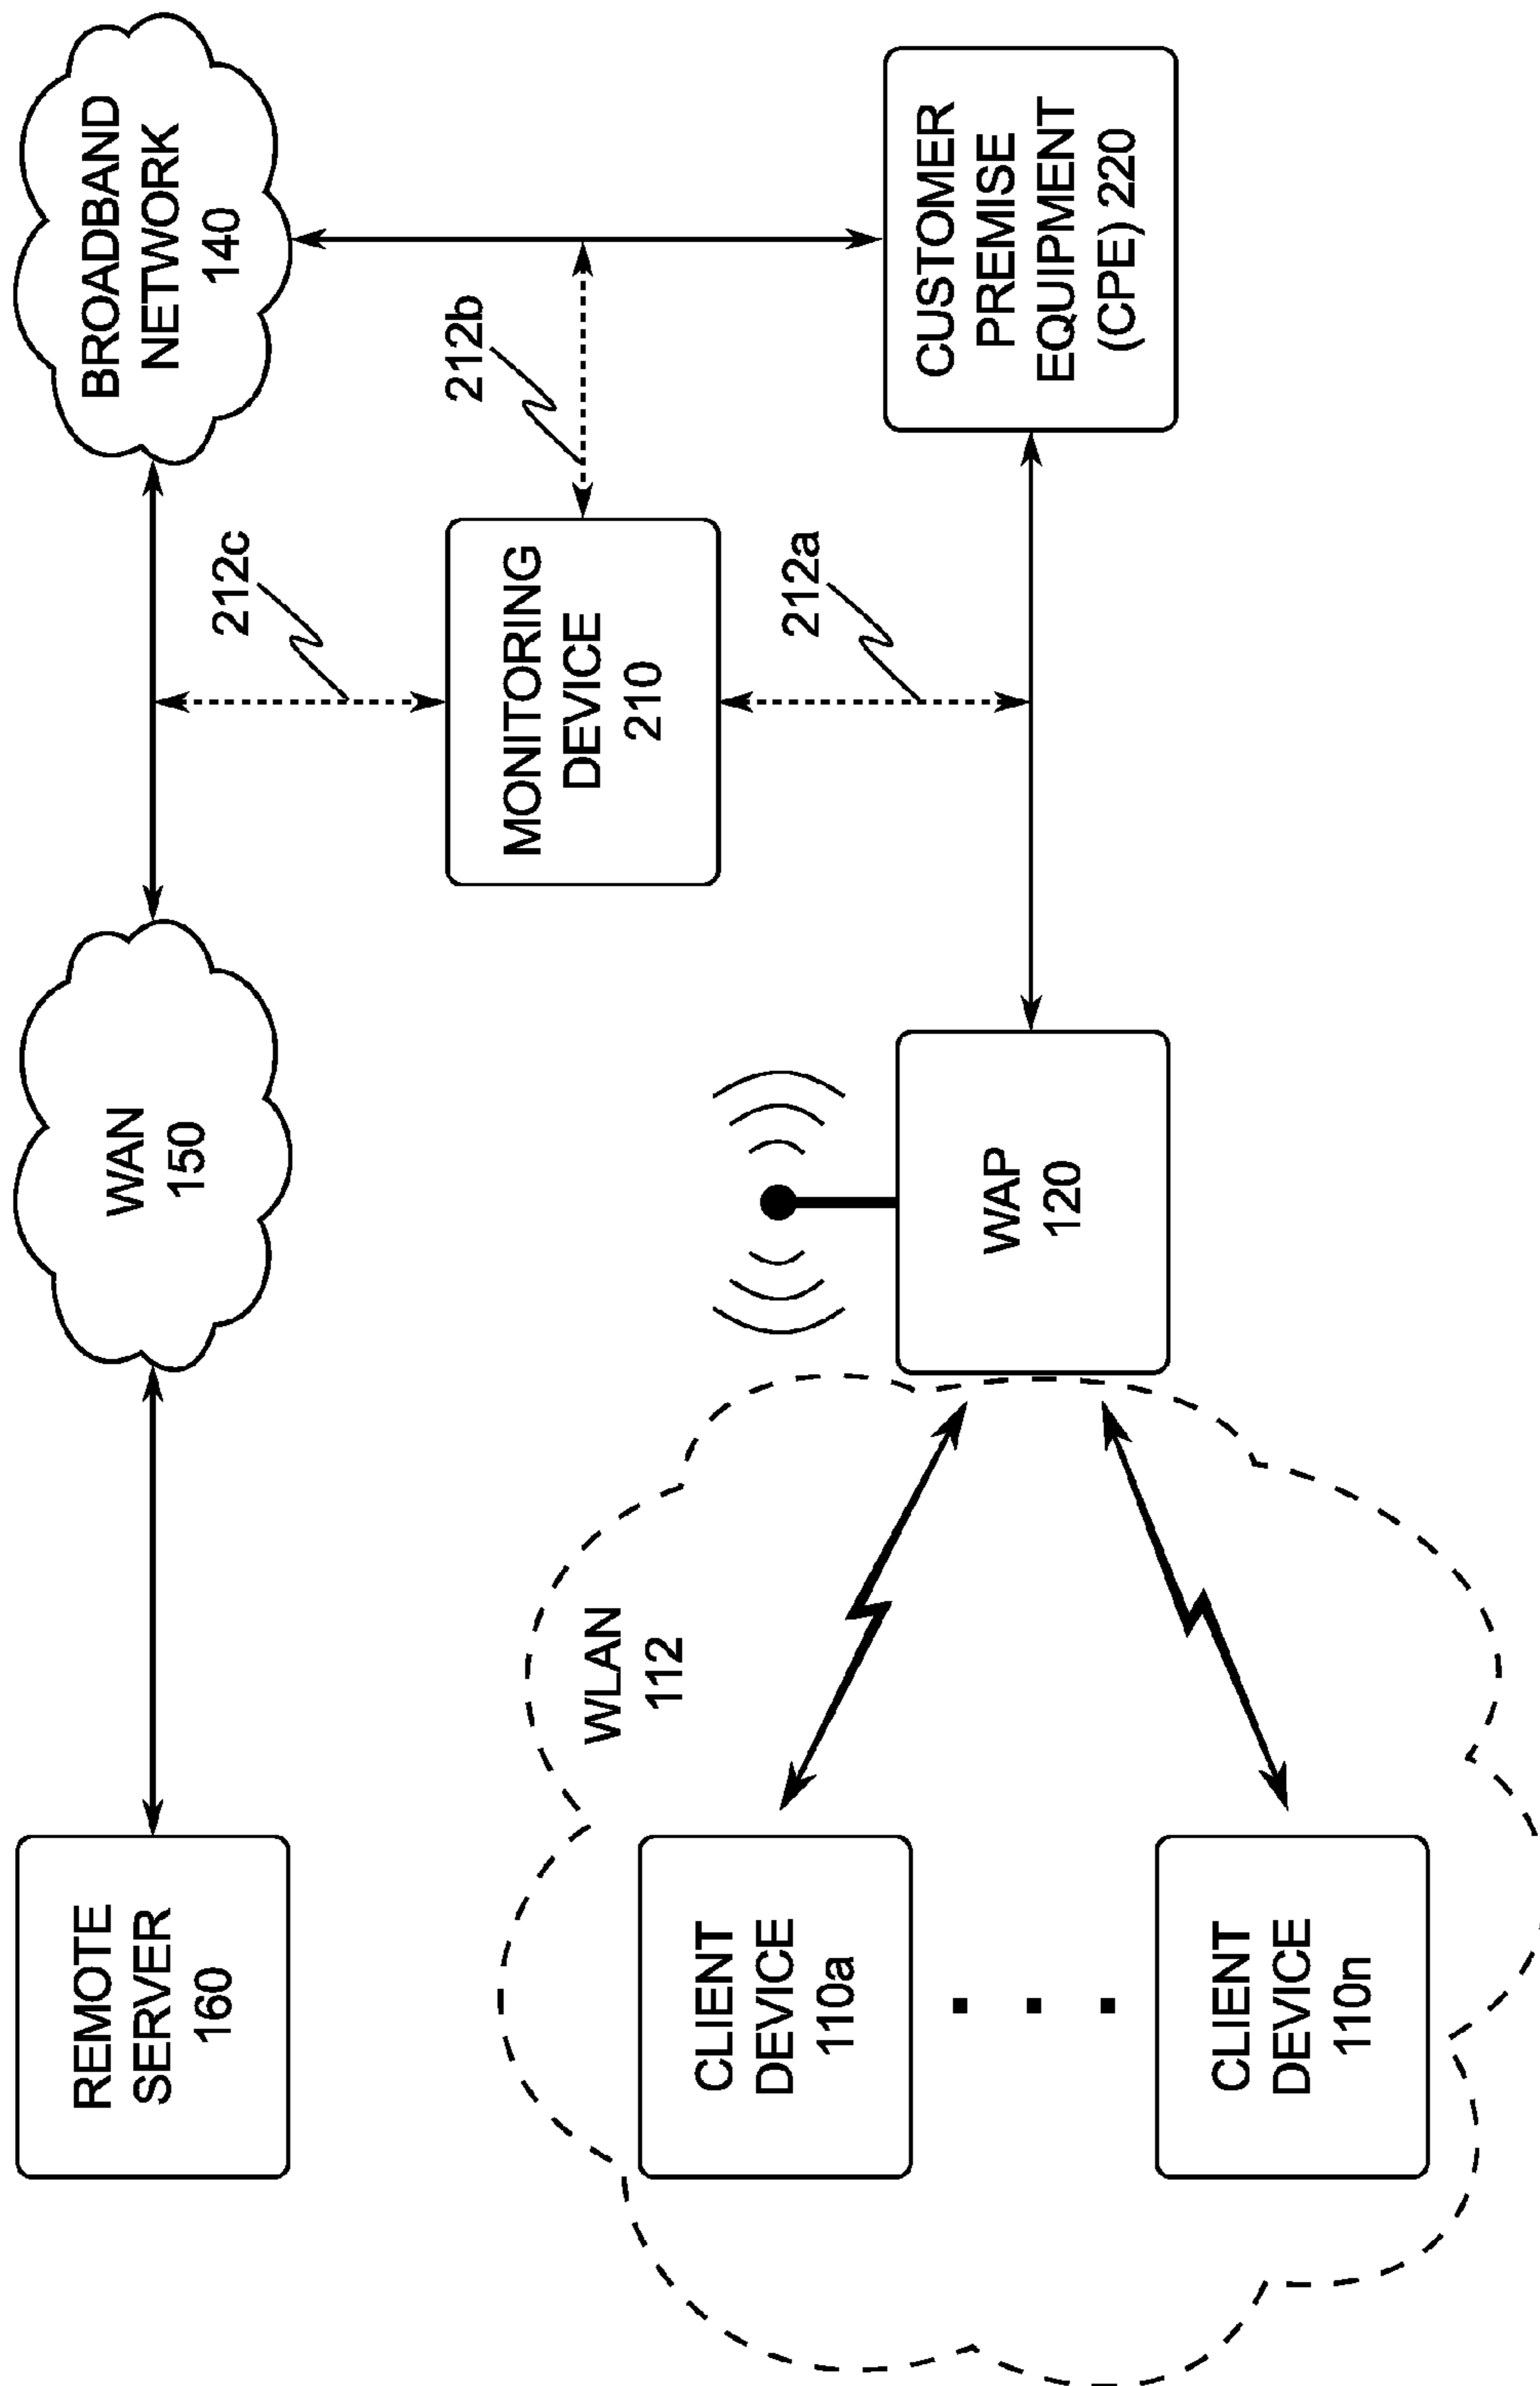 REMOTE
SERVER
160
WAN
150
BROADBAND
NETWORK
140
212c
212b
MONITORING
DEVICE
210
212a
WLAN
112
CLIENT
DEVICE
110a
CLIENT
DEVICE
110n
WAP
120
CUSTOMER
PREMISE
EQUIPMENT
(CPE) 220